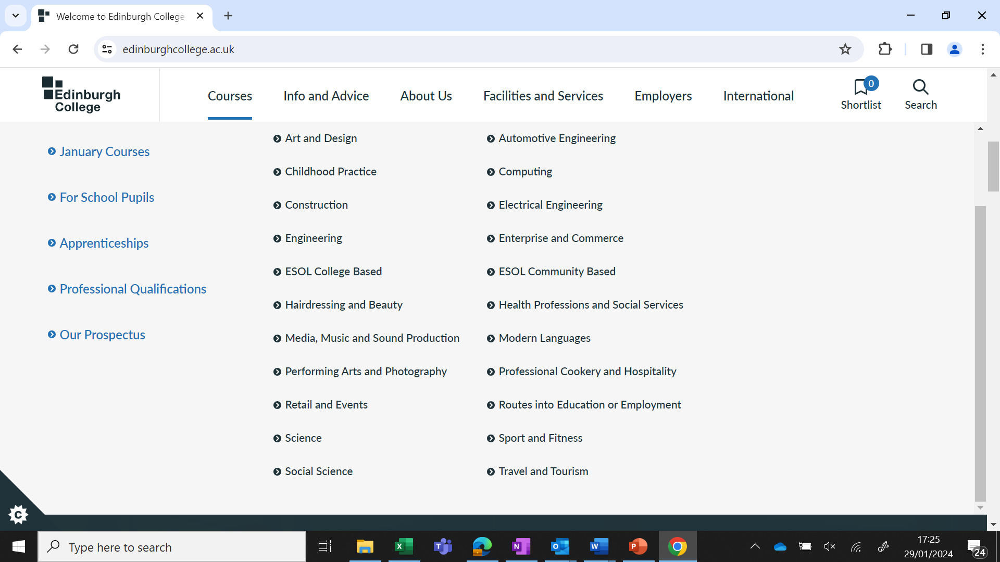 Welcome to Edinburgh College
edinburghcollege.ac.uk
Edinburgh
College
Courses
Info and Advice
About Us
Facilities and Services
Employers
International
0
Shortlist
Search
January Courses
For School Pupils
Apprenticeships
Professional Qualifications
Our Prospectus
Art and Design
Automotive Engineering
Childhood Practice
Computing
Construction
Electrical Engineering
Engineering
Enterprise and Commerce
ESOL College Based
ESOL Community Based
Hairdressing and Beauty
Health Professions and Social Services
Media, Music and Sound Production
Modern Languages
Performing Arts and Photography
Professional Cookery and Hospitality
Retail and Events
Routes into Education or Employment
Science
Sport and Fitness
Social Science
Travel and Tourism
C
Type here to search
X
T
N
O
W
P
17:25
29/01/2024
24